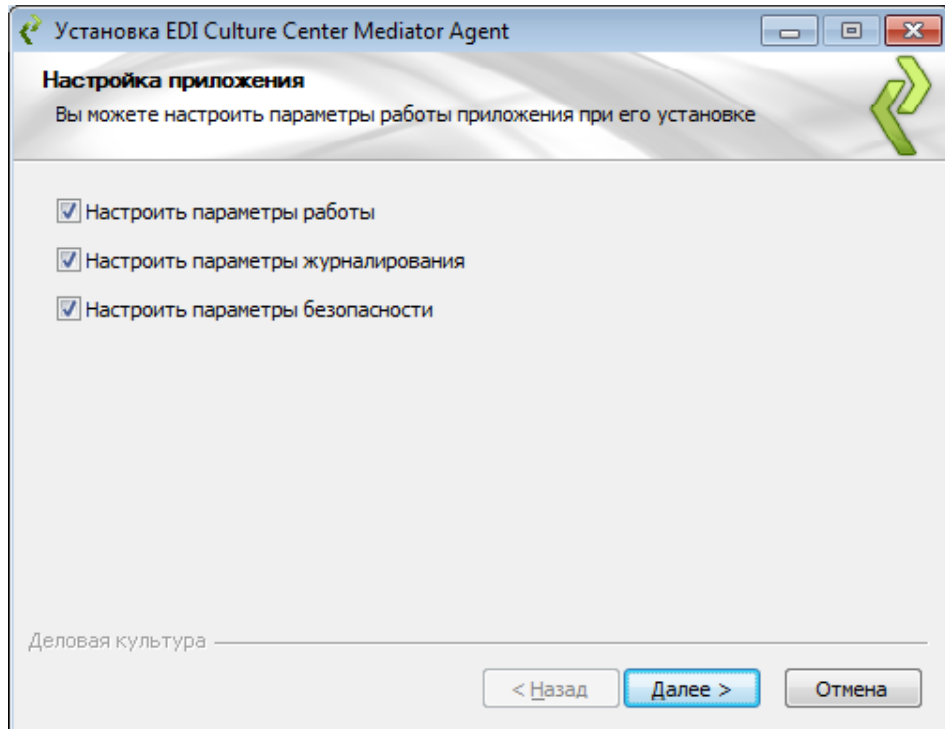 Установка EDI Culture Center Mediator Agent
Настройка приложения
Вы можете настроить параметры работы приложения при его установке
Настроить параметры работы
Настроить параметры журналирования
Настроить параметры безопасности
Деловая культура
< Назад
Далее >
Отмена